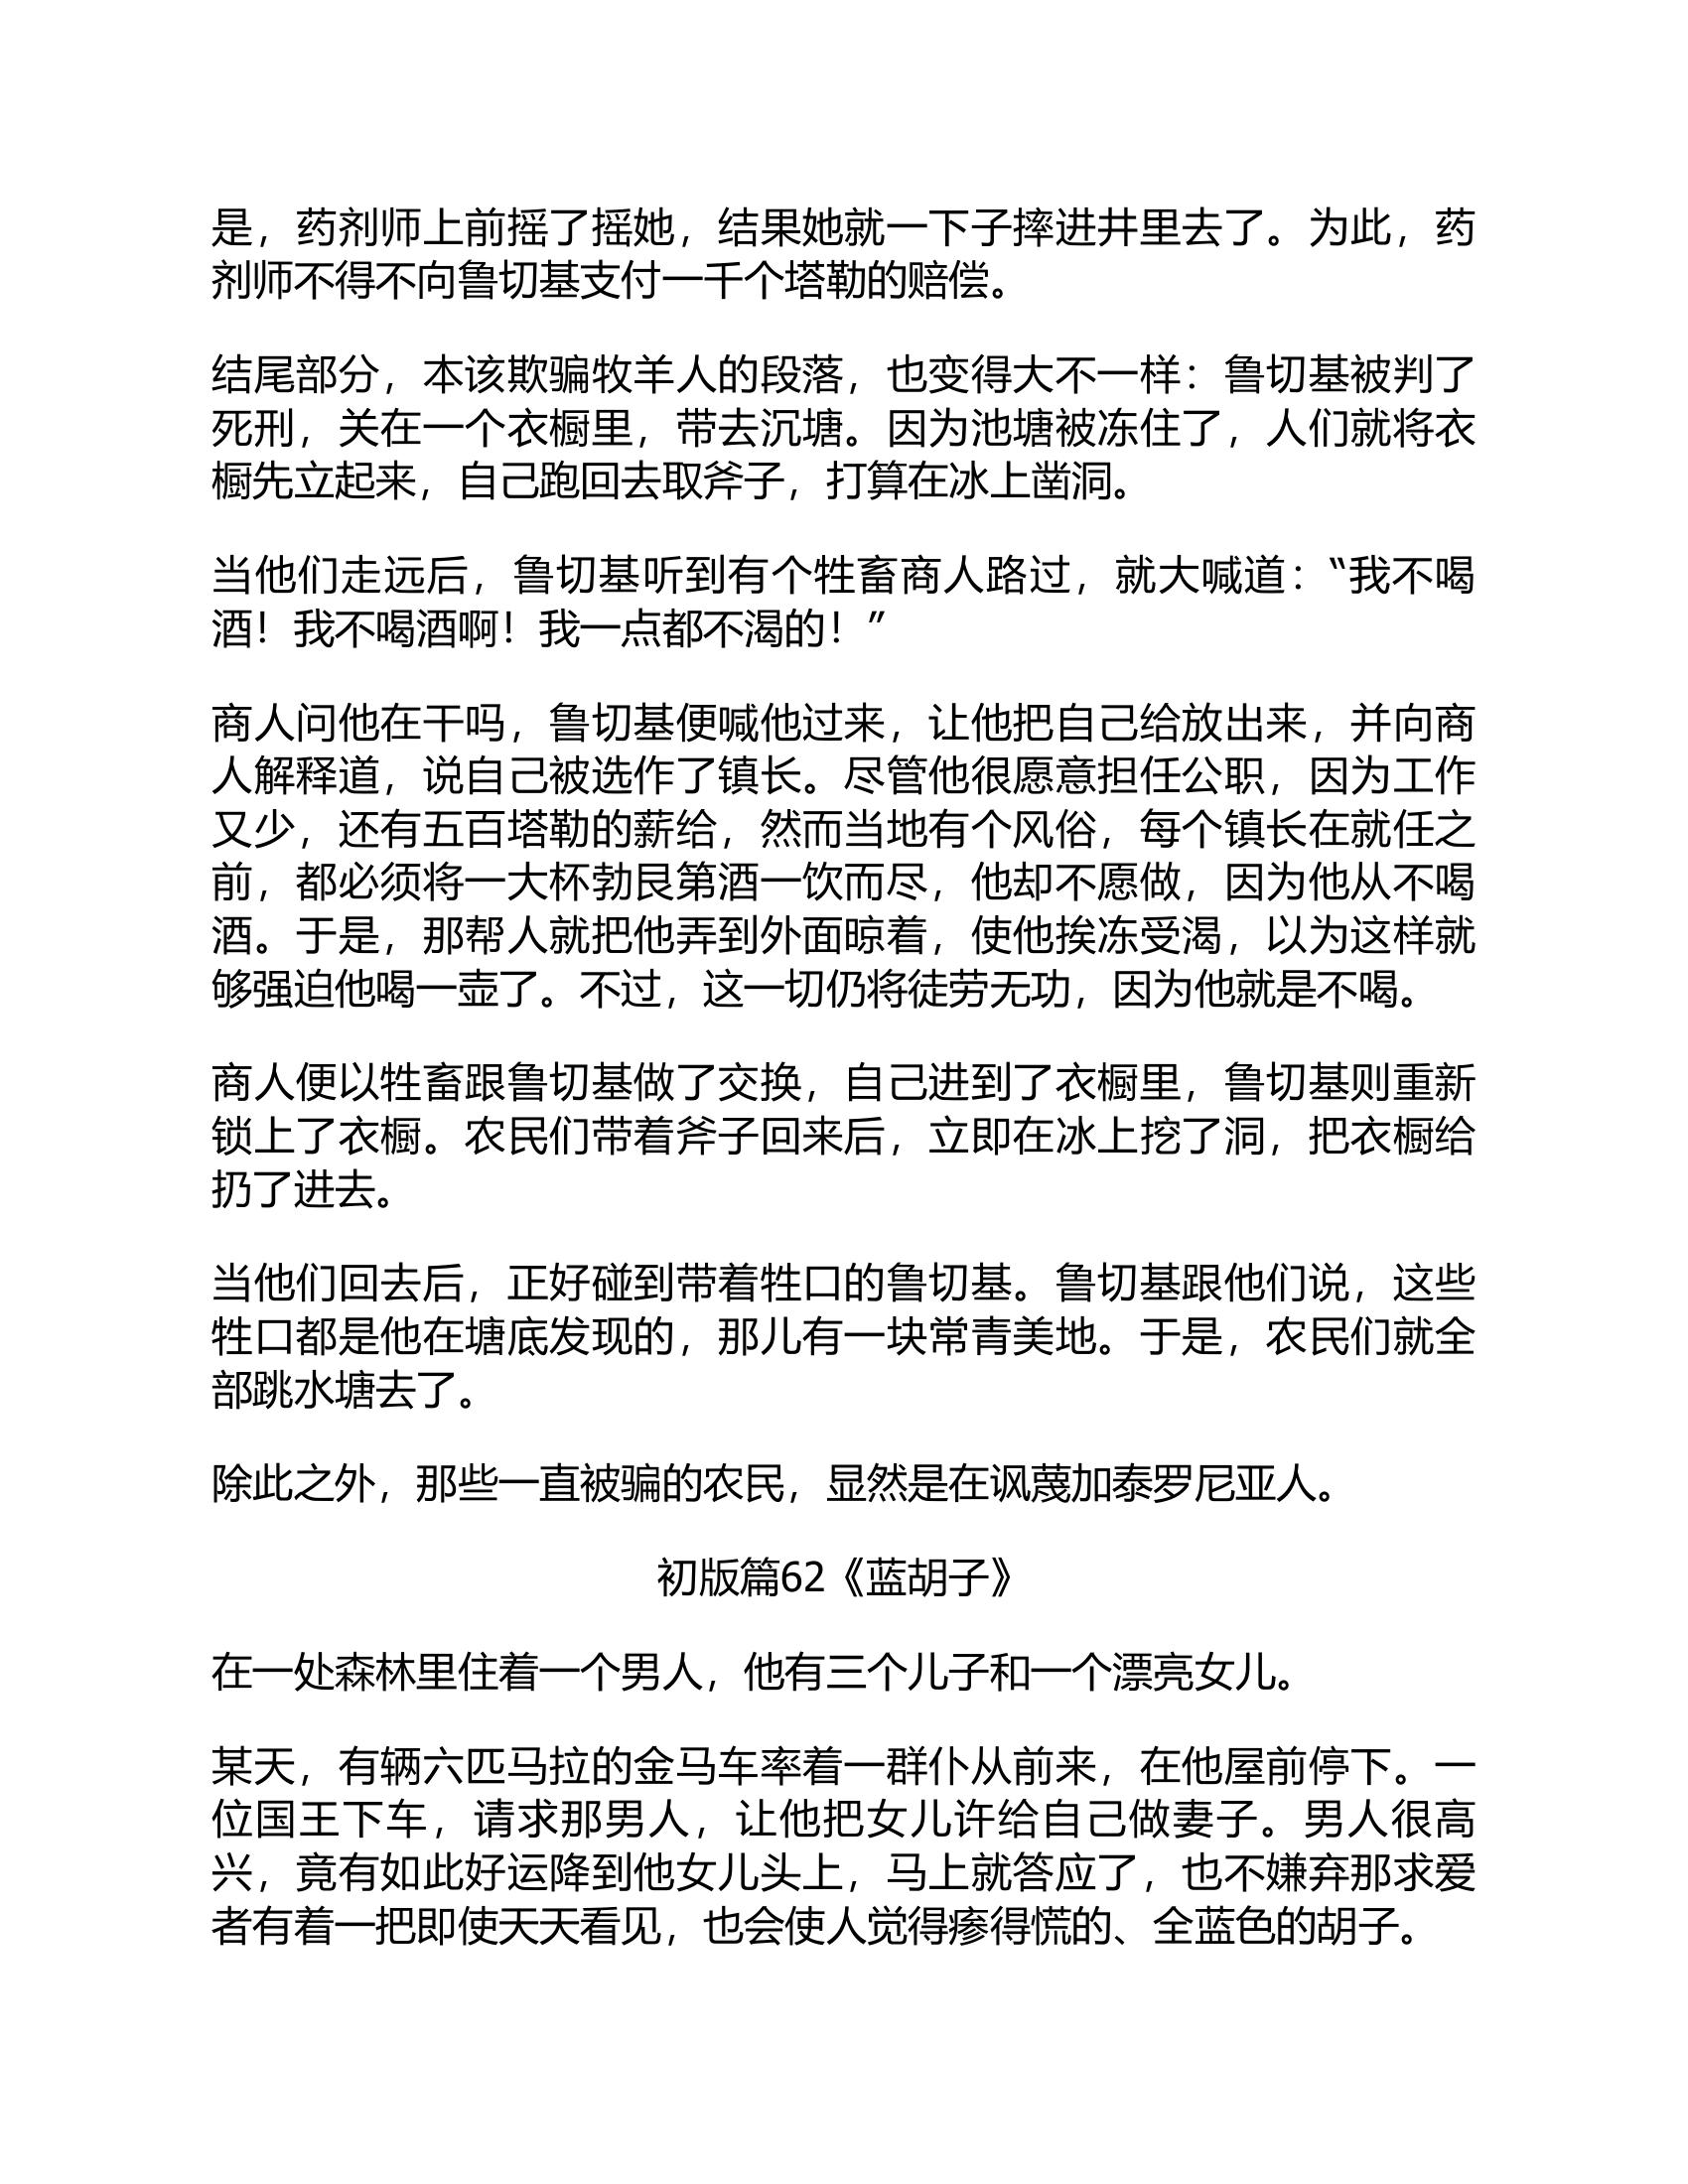 是，药剂师上前摇了摇她，结果她就一下子摔进井里去了。为此，药
剂师不得不向鲁切基支付一千个塔勒的赔偿。
结尾部分，本该欺骗牧羊人的段落，也变得大不一样：鲁切基被判了
死刑，关在一个衣橱里，带去沉塘。因为池塘被冻住了，人们就将衣
橱先立起来，自己跑回去取斧子，打算在冰上凿洞。
当他们走远后，鲁切基听到有个牲畜商人路过，就大喊道：“我不喝
酒！我不喝酒啊！我一点都不渴的！”
商人问他在干吗，鲁切基便喊他过来，让他把自己给放出来，并向商
人解释道，说自己被选作了镇长。尽管他很愿意担任公职，因为工作
又少，还有五百塔勒的薪给，然而当地有个风俗，每个镇长在就任之
前，都必须将一大杯勃艮第酒一饮而尽，他却不愿做，因为他从不喝
酒。于是，那帮人就把他弄到外面晾着，使他挨冻受渴，以为这样就
够强迫他喝一壶了。不过，这一切仍将徒劳无功，因为他就是不喝。
商人便以牲畜跟鲁切基做了交换，自己进到了衣橱里，鲁切基则重新
锁上了衣橱。农民们带着斧子回来后，立即在冰上挖了洞，把衣橱给
扔了进去。
当他们回去后，正好碰到带着牲口的鲁切基。鲁切基跟他们说，这些
牲口都是他在塘底发现的，那儿有一块常青美地。于是，农民们就全
部跳水塘去了。
除此之外，那些一直被骗的农民，显然是在讽蔑加泰罗尼亚人。
初版篇62《蓝胡子》
在一处森林里住着一个男人，他有三个儿子和一个漂亮女儿。
某天，有辆六匹马拉的金马车率着一群仆从前来，在他屋前停下。一
位国王下车，请求那男人，让他把女儿许给自己做妻子。男人很高
兴，竟有如此好运降到他女儿头上，马上就答应了，也不嫌弃那求爱
者有着一把即使天天看见，也会使人觉得瘆得慌的、全蓝色的胡子。